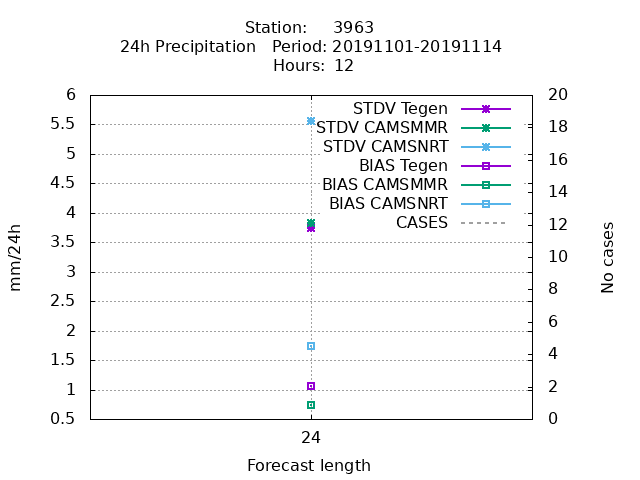 Station:     3963
24h Precipitation   Period: 20191101-20191114
Hours:  12
6
5.5
5
4.5
4
3.5
3
2.5
2
1.5
1
0.5
mm/24h
STDV Tegen
STDV CAMSMMR
STDV CAMSNRT
BIAS Tegen
BIAS CAMSMMR
BIAS CAMSNRT
CASES
20
18
16
14
12
10
8
6
4
2
0
No cases
24
Forecast length